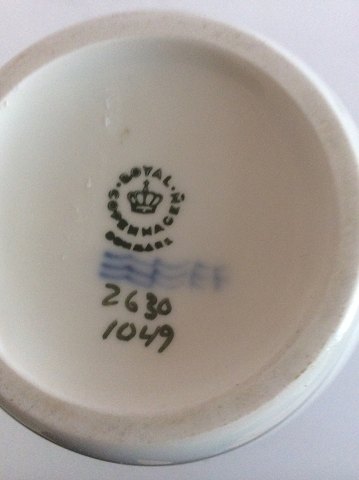 ROYAL
COPENHAGEN
DENMARK
2630
1049